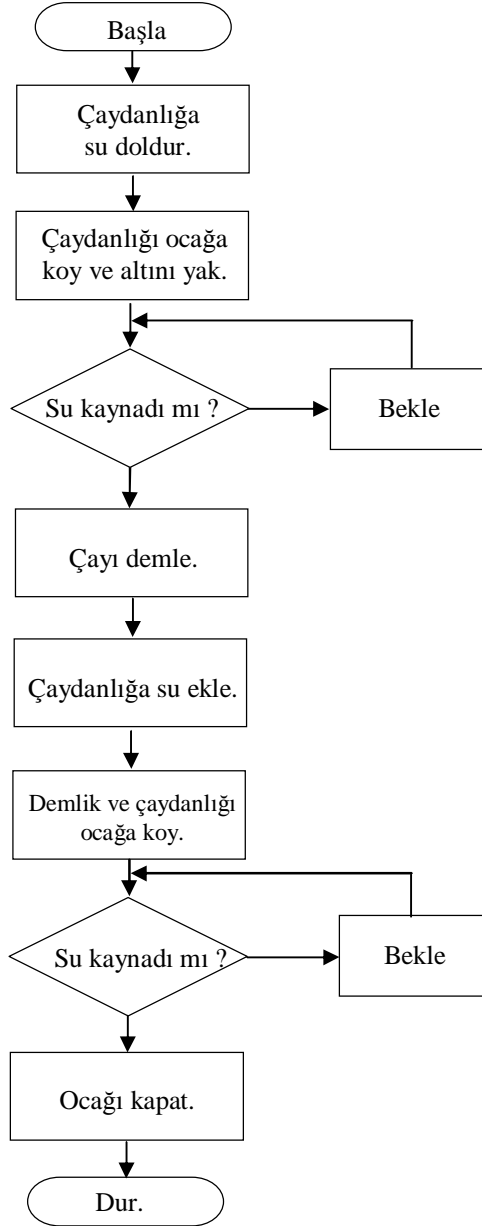 Başla
Çaydanlığa
su doldur.
Çaydanlığı ocağa
koy ve altını yak.
Su kaynadı mı ?
Bekle
Çayı demle.
Çaydanlığa su ekle.
Demlik ve çaydanlığı
ocağa koy.
Su kaynadı mı ?
Bekle
Ocağı kapat.
Dur.